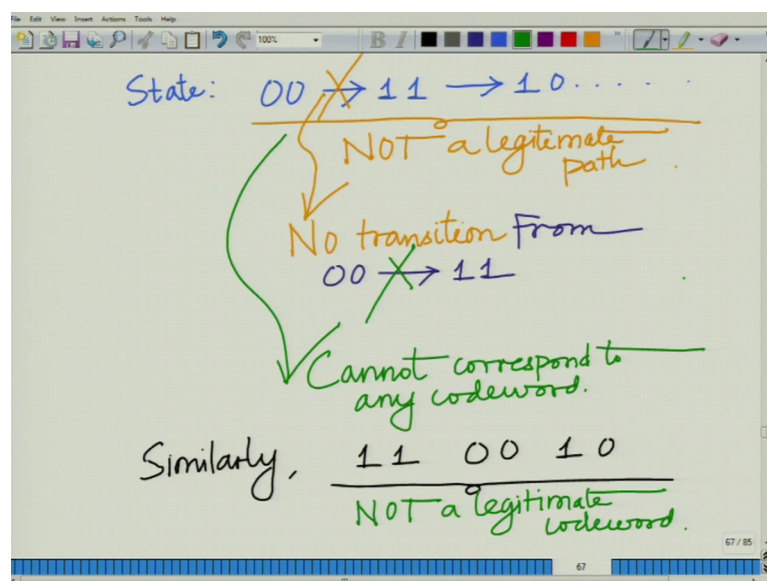 File Edit View Insert Actions Tools Help
100%
B I
State: 00 → 11 → 10.....
NOT a legitemate
path.
No transition From
00 → 11
Cannot correspond to
any codeword.
Similarly, 11 00 10
NOT a legitimate
codeword.
67 / 85
67